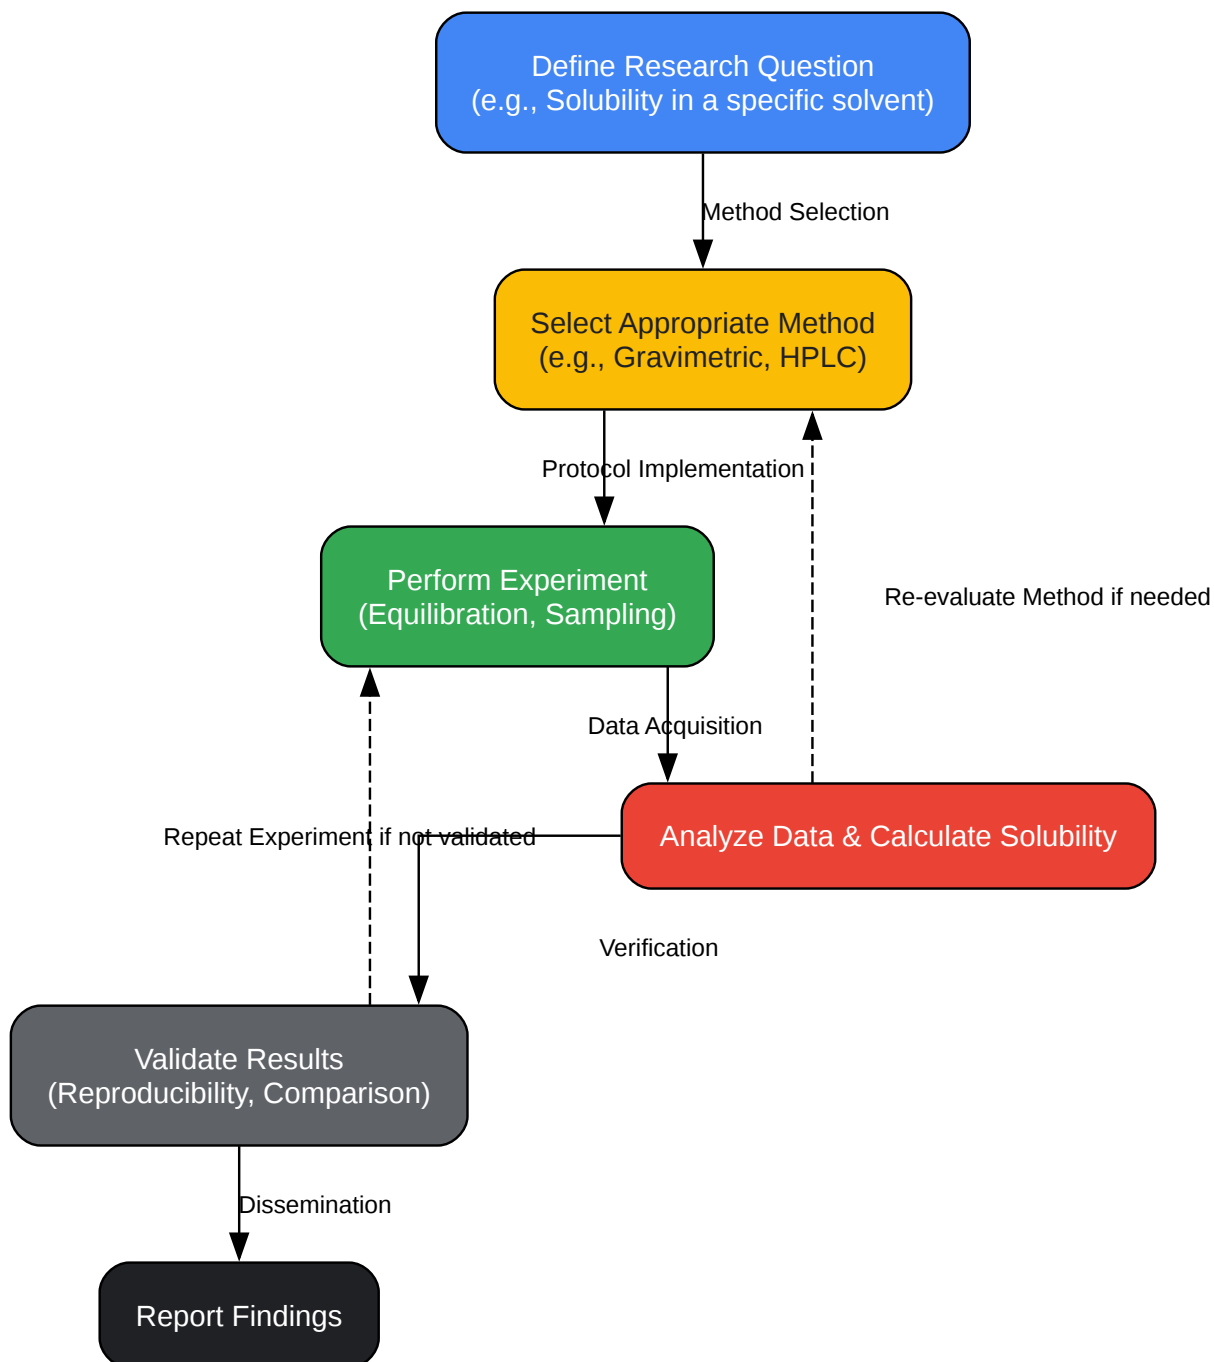 Define Research Question
(e.g., Solubility in a specific solvent)
Method Selection
Select Appropriate Method
(e.g., Gravimetric, HPLC)
Protocol Implementation
Perform Experiment
(Equilibration, Sampling)
Re-evaluate Method if needed
Data Acquisition
Repeat Experiment if not validated
Analyze Data & Calculate Solubility
Verification
Validate Results
(Reproducibility, Comparison)
Dissemination
Report Findings